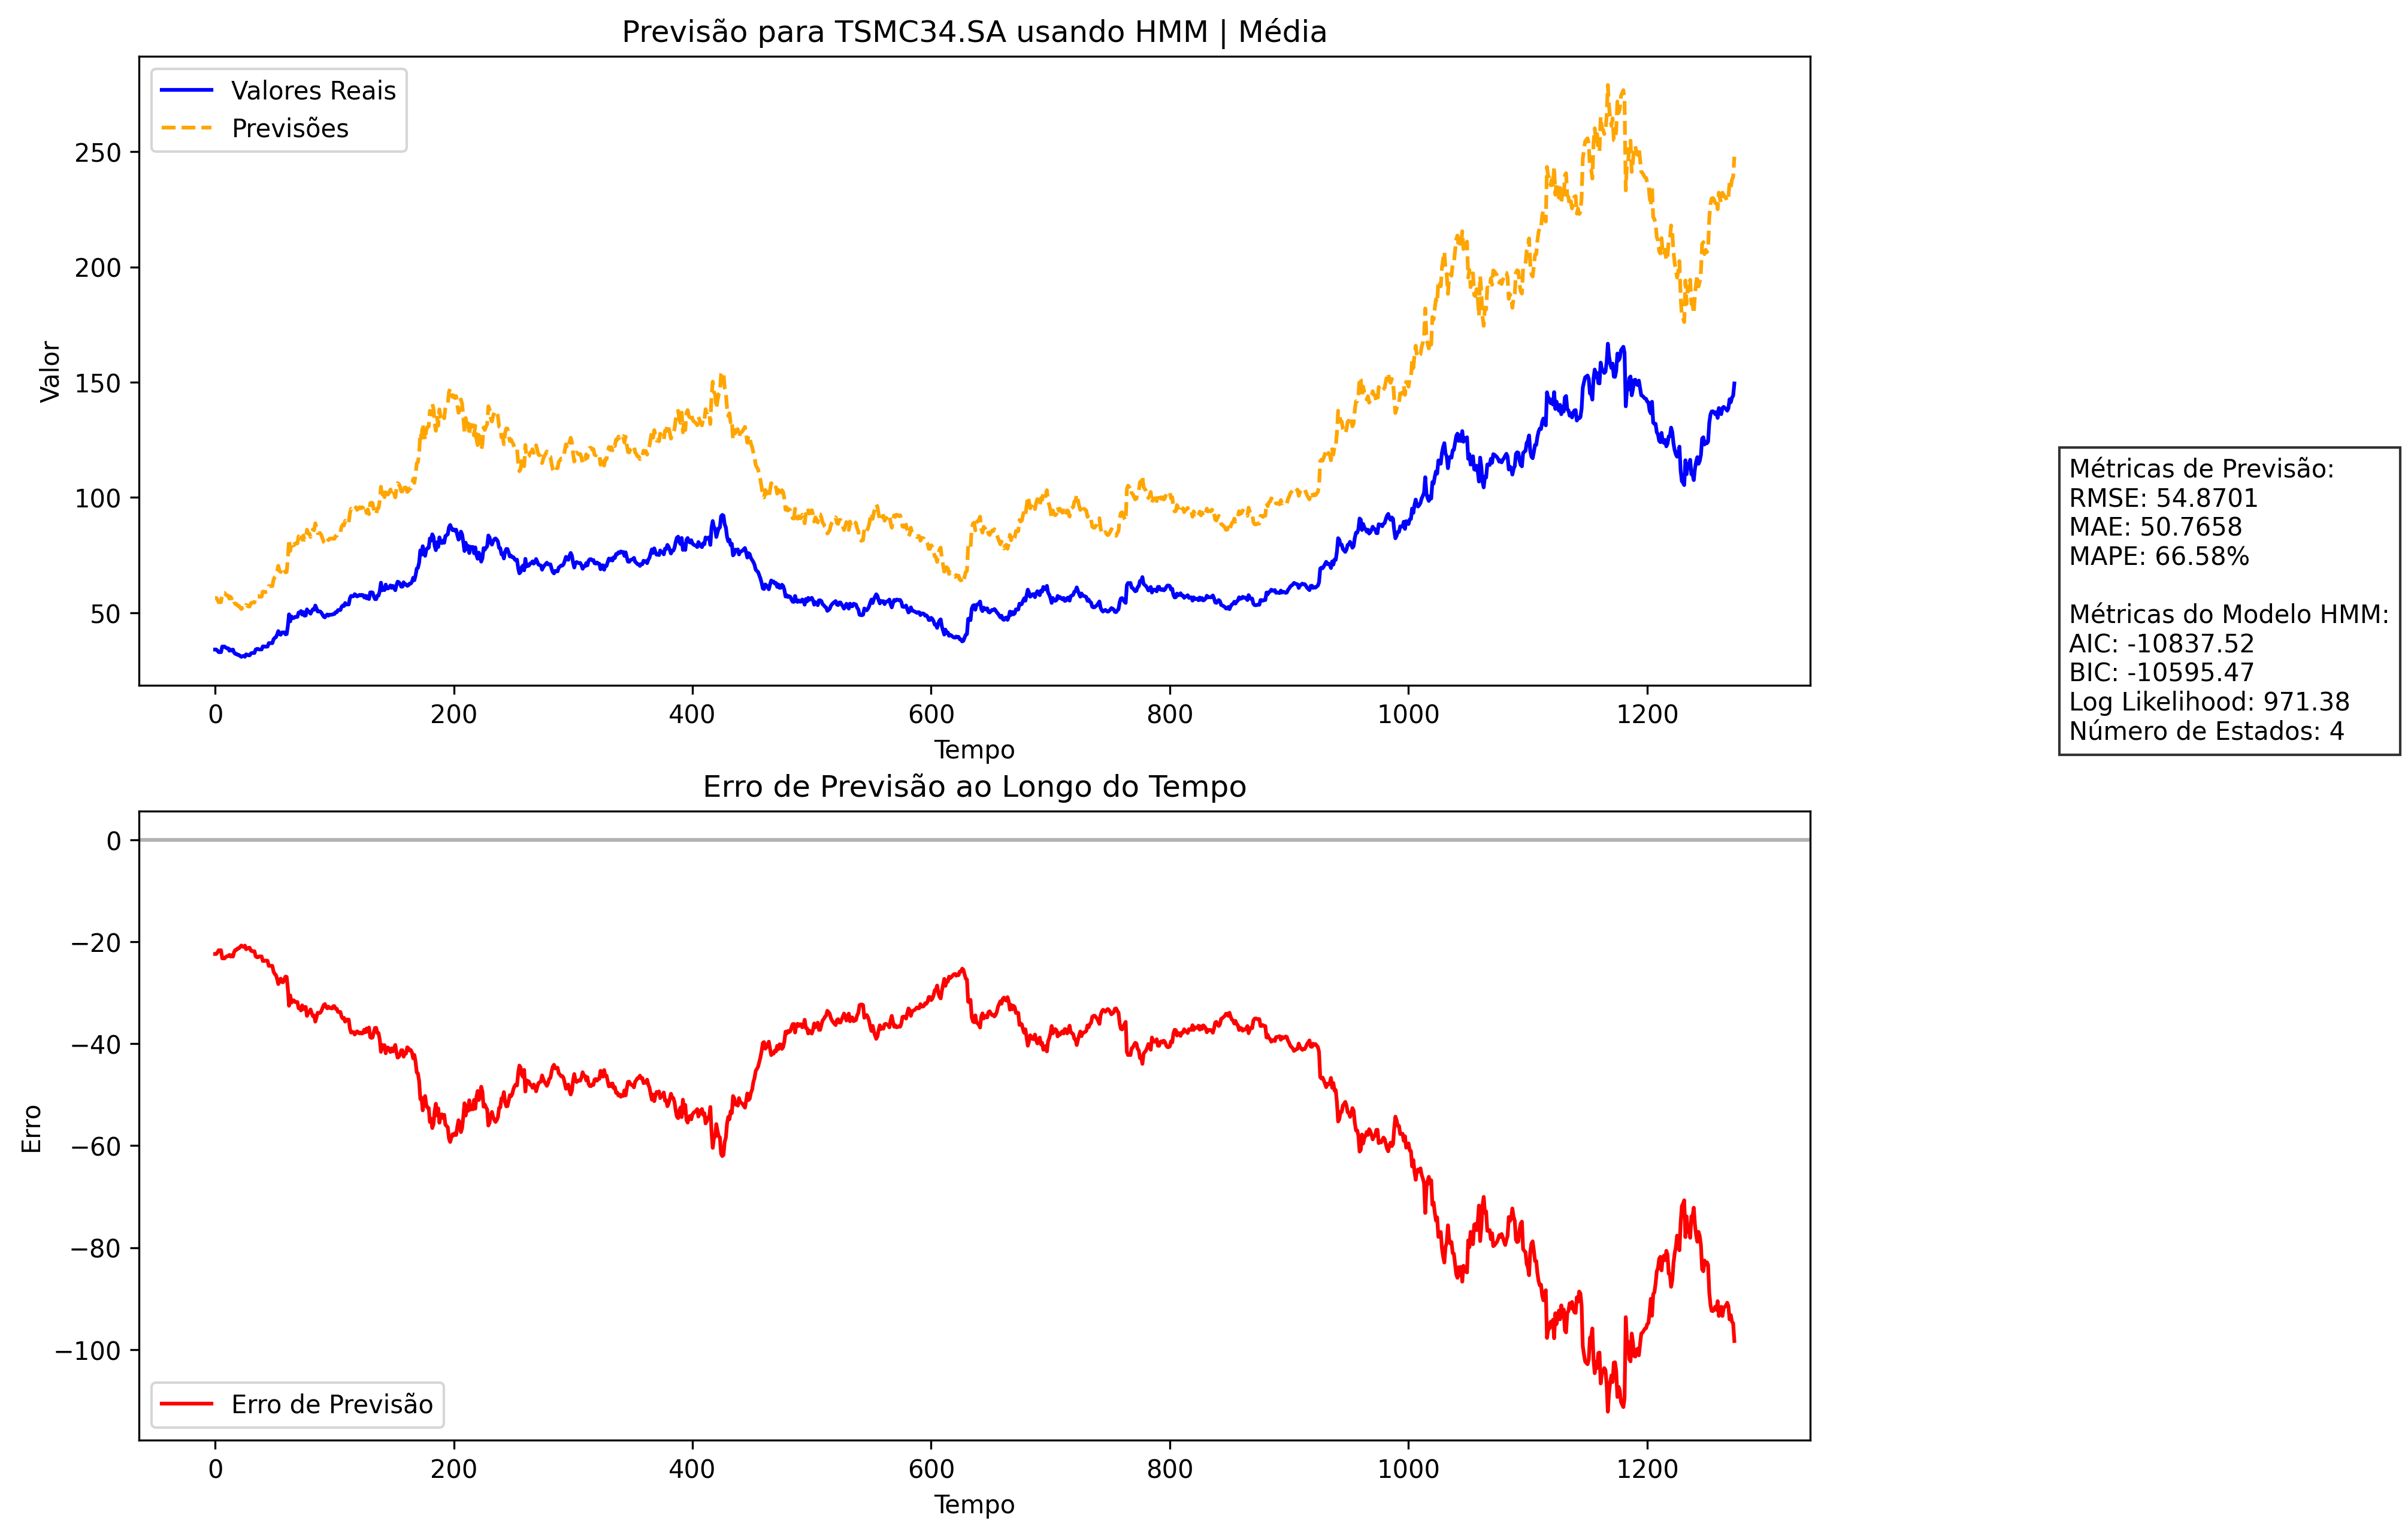 Previsão para TSMC34.SA usando HMM | Média
Valores Reais
Previsões
Valor
250
200
150
100
50
0 200 400 600 800 1000 1200
Tempo
Métricas de Previsão:
RMSE: 54.8701
MAE: 50.7658
MAPE: 66.58%
Métricas do Modelo HMM:
AIC: -10837.52
BIC: -10595.47
Log Likelihood: 971.38
Número de Estados: 4
Erro de Previsão ao Longo do Tempo
Erro
0
−20
−40
−60
−80
−100
Erro de Previsão
0 200 400 600 800 1000 1200
Tempo